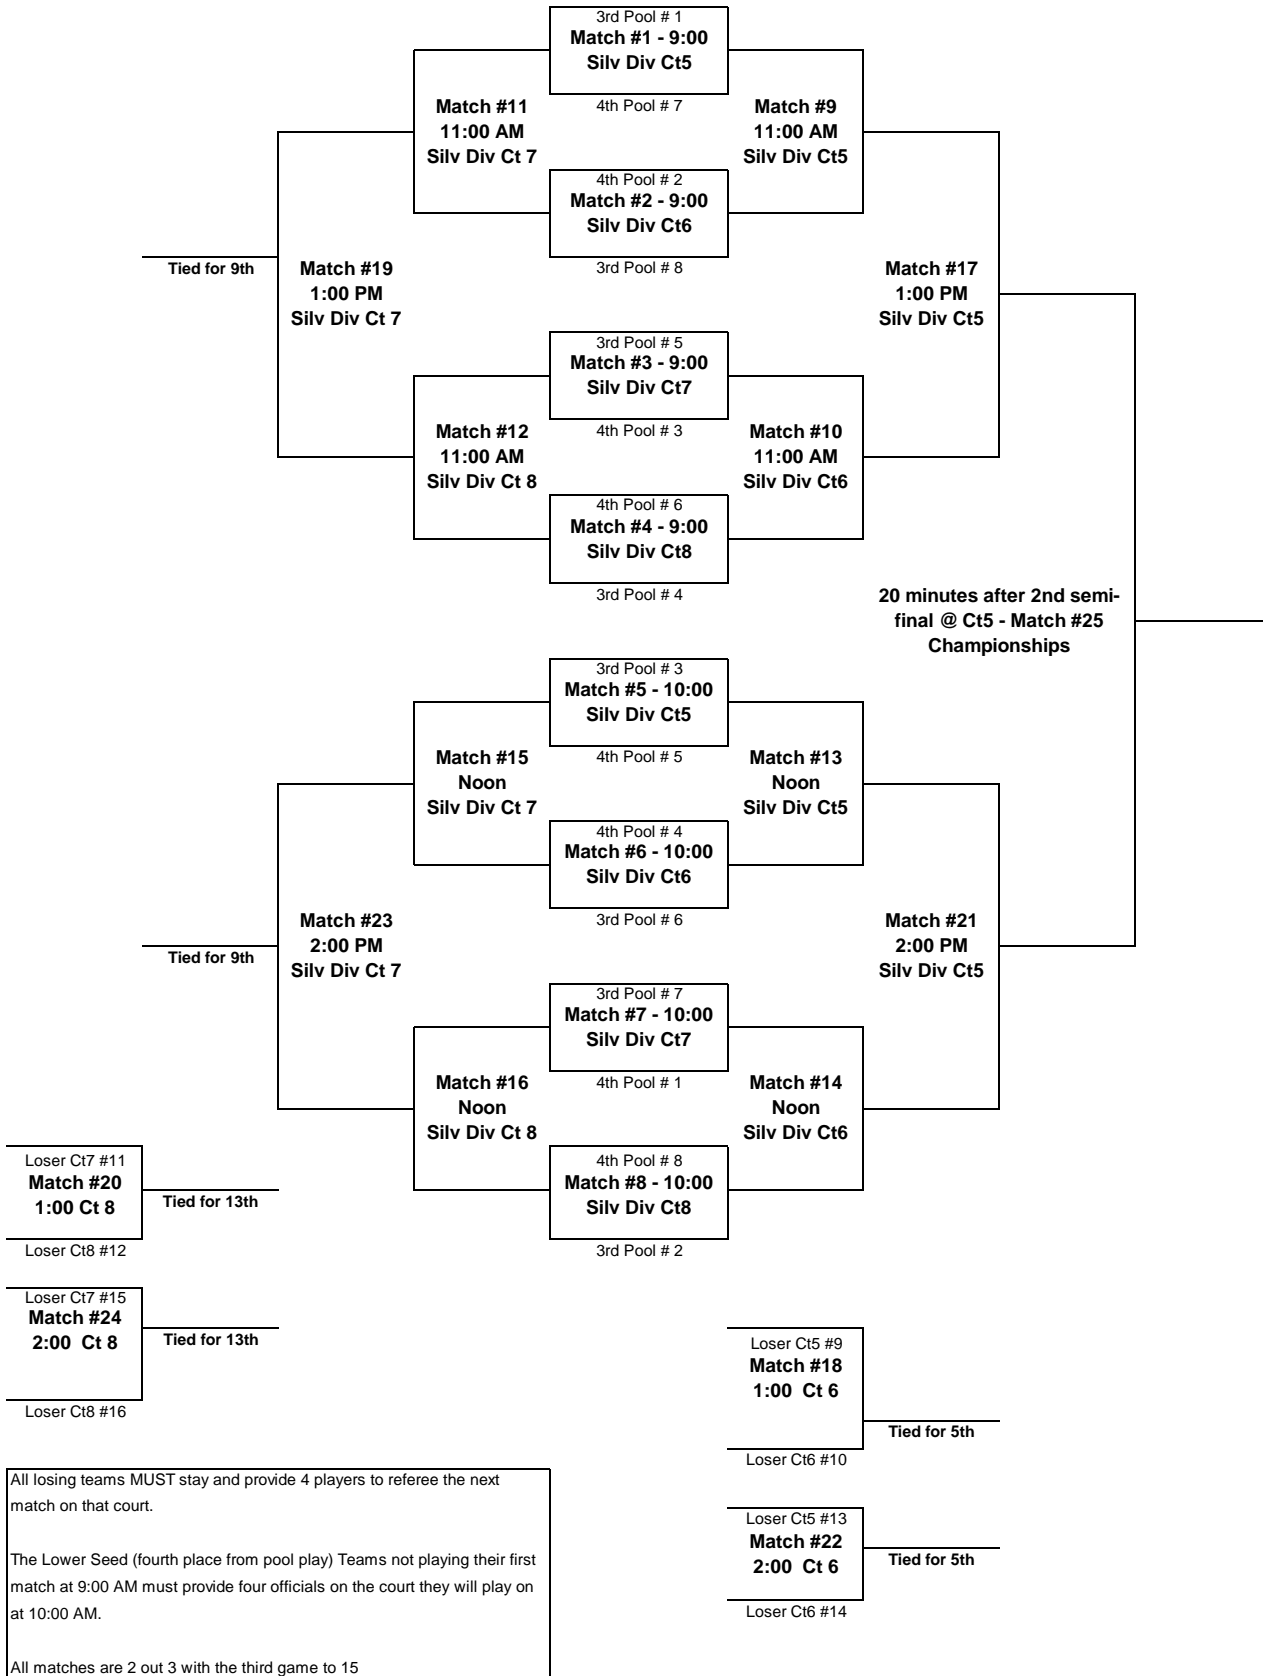 3rd Pool # 1
Match #1 - 9:00
Silv Div Ct5
4th Pool # 7
Match #11
11:00 AM
Silv Div Ct 7
Match #9
11:00 AM
Silv Div Ct5
4th Pool # 2
Match #2 - 9:00
Silv Div Ct6
3rd Pool # 8
Tied for 9th
Match #19
1:00 PM
Silv Div Ct 7
Match #17
1:00 PM
Silv Div Ct5
3rd Pool # 5
Match #3 - 9:00
Silv Div Ct7
4th Pool # 3
Match #12
11:00 AM
Silv Div Ct 8
Match #10
11:00 AM
Silv Div Ct6
4th Pool # 6
Match #4 - 9:00
Silv Div Ct8
3rd Pool # 4
20 minutes after 2nd semi-
final @ Ct5 - Match #25
Championships
3rd Pool # 3
Match #5 - 10:00
Silv Div Ct5
4th Pool # 5
Match #15
Noon
Silv Div Ct 7
Match #13
Noon
Silv Div Ct5
4th Pool # 4
Match #6 - 10:00
Silv Div Ct6
3rd Pool # 6
Tied for 9th
Match #23
2:00 PM
Silv Div Ct 7
Match #21
2:00 PM
Silv Div Ct5
3rd Pool # 7
Match #7 - 10:00
Silv Div Ct7
4th Pool # 1
Match #16
Noon
Silv Div Ct 8
Match #14
Noon
Silv Div Ct6
4th Pool # 8
Match #8 - 10:00
Silv Div Ct8
3rd Pool # 2
Loser Ct7 #11
Match #20
1:00 Ct 8
Loser Ct8 #12
Tied for 13th
Loser Ct7 #15
Match #24
2:00  Ct 8
Loser Ct8 #16
Tied for 13th
Loser Ct5 #9
Match #18
1:00  Ct 6
Loser Ct6 #10
Tied for 5th
Loser Ct5 #13
Match #22
2:00  Ct 6
Loser Ct6 #14
Tied for 5th
All losing teams MUST stay and provide 4 players to referee the next
match on that court.
The Lower Seed (fourth place from pool play) Teams not playing their first
match at 9:00 AM must provide four officials on the court they will play on
at 10:00 AM.
All matches are 2 out 3 with the third game to 15